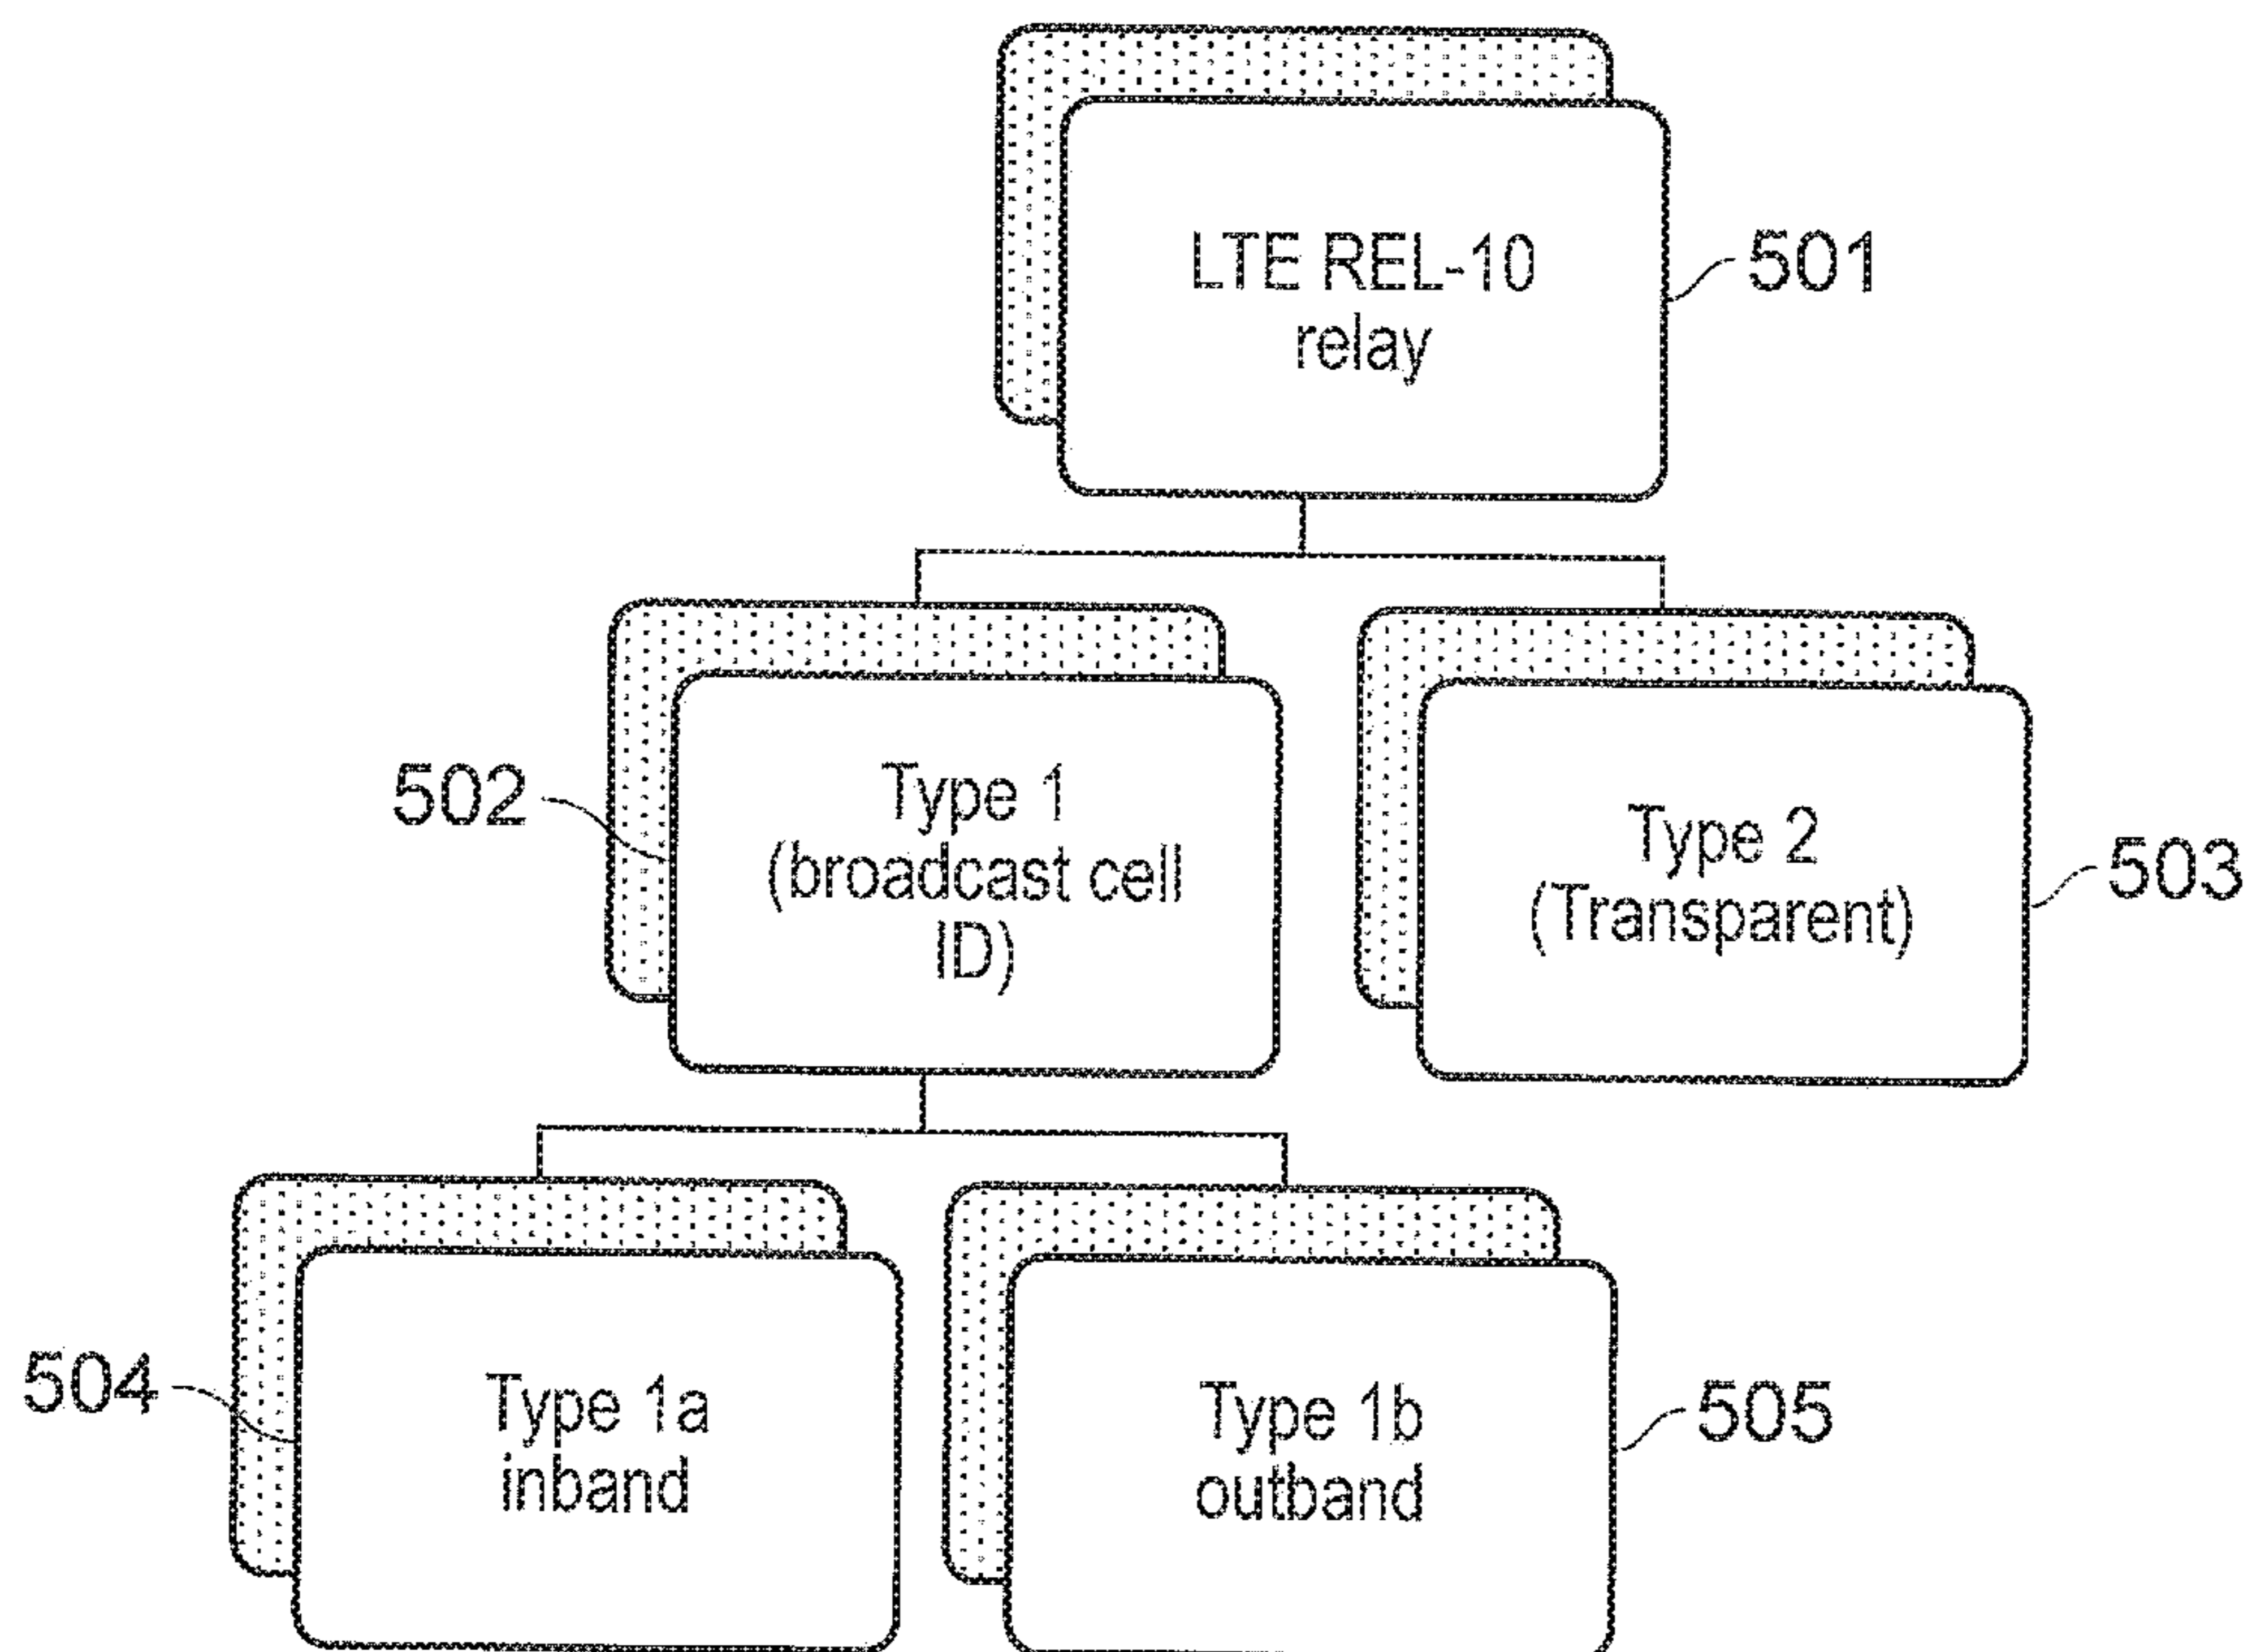 LTE REL-10
relay
501
502
Type 1
(broadcast cell
ID)
Type 2
(Transparent)
503
504
Type 1a
inband
Type 1b
outband
505